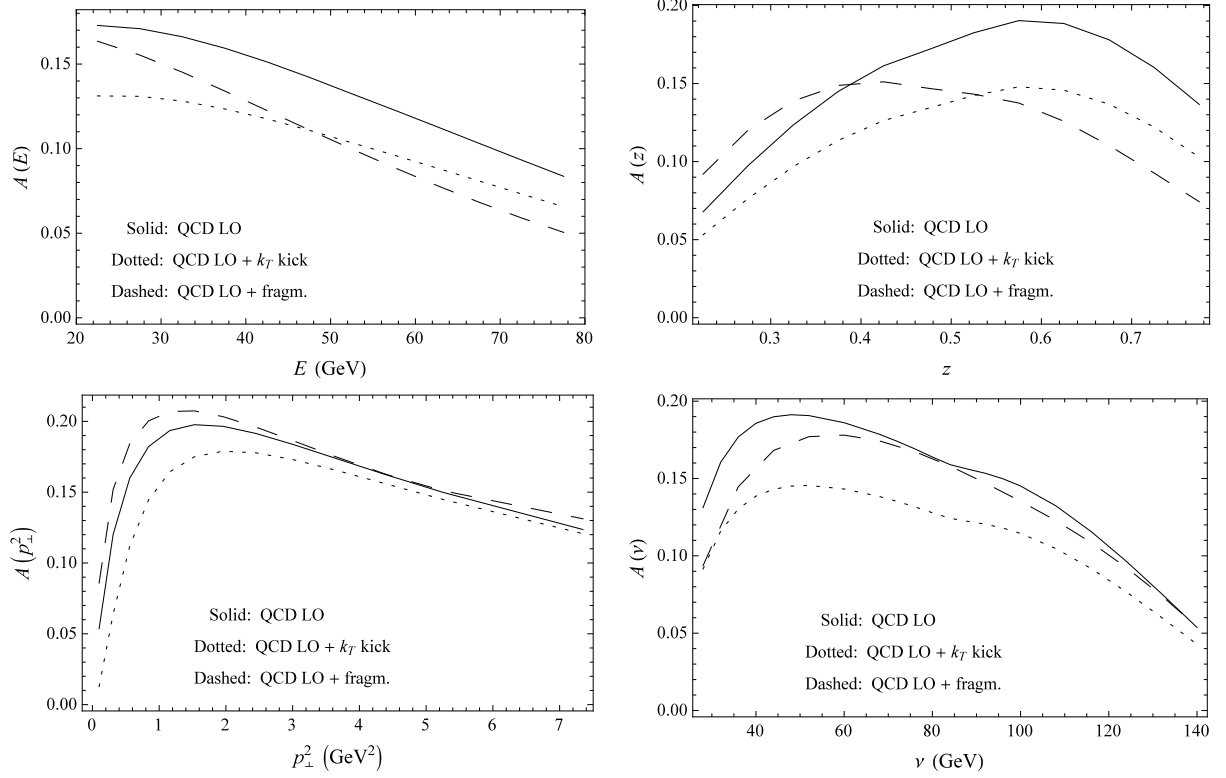 0.15
0.10
0.05
0.00
A (E)
Solid: QCD LO
Dotted: QCD LO + k_T kick
Dashed: QCD LO + fragm.
20 30 40 50 60 70 80
E (GeV)
0.20
0.15
0.10
0.05
0.00
A (z)
Solid: QCD LO
Dotted: QCD LO + k_T kick
Dashed: QCD LO + fragm.
0.3 0.4 0.5 0.6 0.7
z
0.20
0.15
0.10
0.05
0.00
A (p²⊥)
Solid: QCD LO
Dotted: QCD LO + k_T kick
Dashed: QCD LO + fragm.
0 1 2 3 4 5 6 7
p²⊥ (GeV²)
0.20
0.15
0.10
0.05
0.00
A (ν)
Solid: QCD LO
Dotted: QCD LO + k_T kick
Dashed: QCD LO + fragm.
40 60 80 100 120 140
ν (GeV)